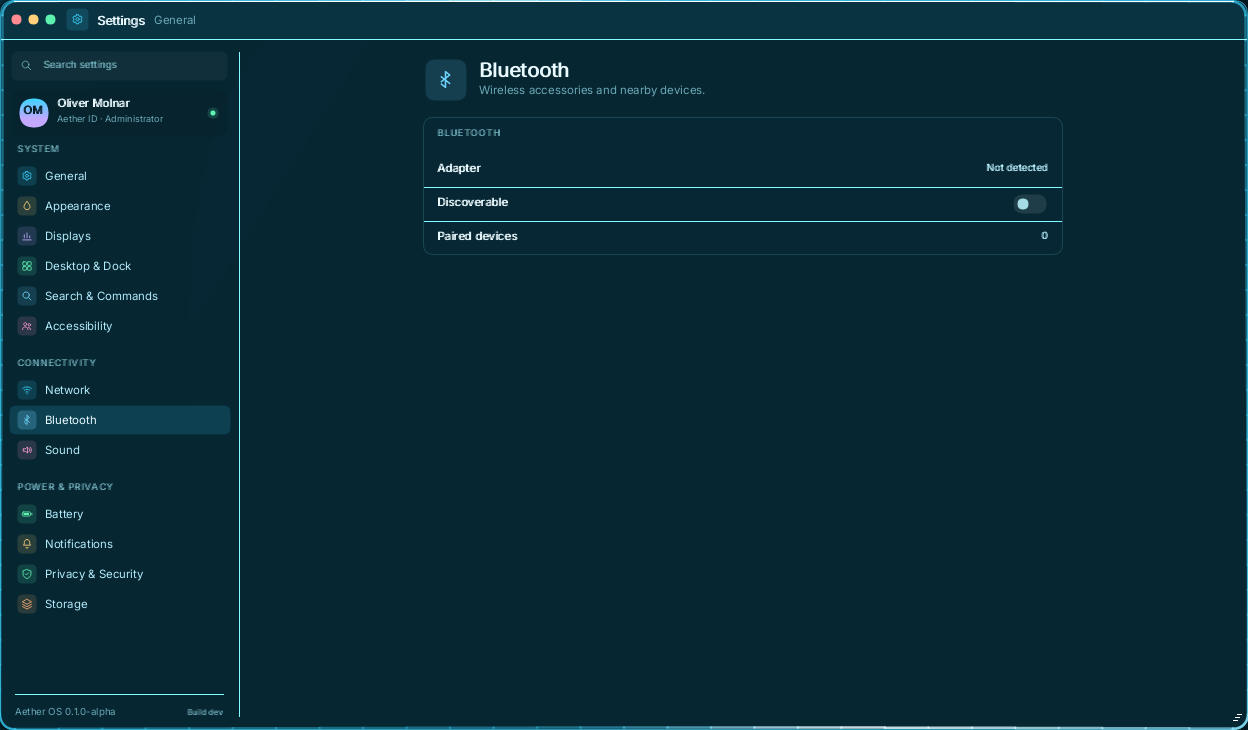 Settings General
Search settings
OM
Oliver Molnar
Aether ID · Administrator
SYSTEM
General
Appearance
Displays
Desktop & Dock
Search & Commands
Accessibility
CONNECTIVITY
Network
Bluetooth
Sound
POWER & PRIVACY
Battery
Notifications
Privacy & Security
Storage
Aether OS 0.1.0-alpha
Build dev
Bluetooth
Wireless accessories and nearby devices.
BLUETOOTH
Adapter Not detected
Discoverable
Paired devices 0